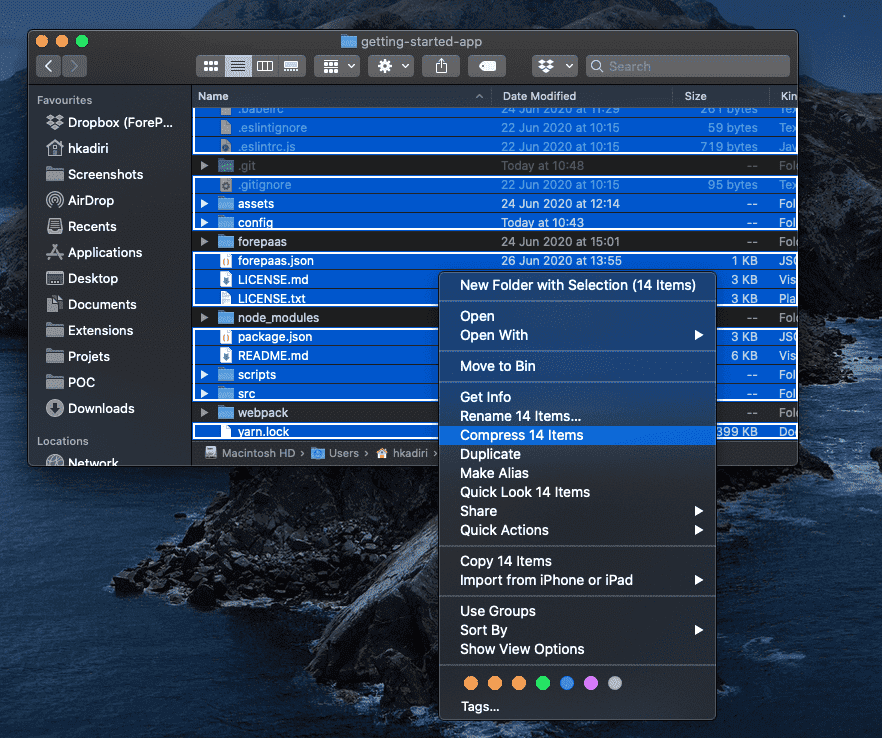 getting-started-app
Search
Favourites
Dropbox (ForeP...
hkadiri
Screenshots
AirDrop
Recents
Applications
Desktop
Documents
Extensions
Projets
POC
Downloads
Locations
Network
Name Date Modified Size Kin
.babelrc 24 Jun 2020 at 11:29 261 bytes Tex
.eslintignore 22 Jun 2020 at 10:15 59 bytes Tex
.eslintrc.js 22 Jun 2020 at 10:15 719 bytes Jav
.git Today at 10:48 -- Fol
.gitignore 22 Jun 2020 at 10:15 95 bytes Tex
assets 24 Jun 2020 at 12:14 -- Fol
config Today at 10:43 -- Fol
forepaas 24 Jun 2020 at 15:01 -- Fol
forepaas.json 26 Jun 2020 at 13:55 1 KB JSO
LICENSE.md 3 KB Vis
LICENSE.txt 3 KB Pla
node_modules -- Fol
package.json 3 KB JSO
README.md 6 KB Vis
scripts -- Fol
src -- Fol
webpack -- Fol
yarn.lock 399 KB Do
Macintosh HD › Users › hkadiri ›
New Folder with Selection (14 Items)
Open
Open With
Move to Bin
Get Info
Rename 14 Items...
Compress 14 Items
Duplicate
Make Alias
Quick Look 14 Items
Share
Quick Actions
Copy 14 Items
Import from iPhone or iPad
Use Groups
Sort By
Show View Options
Tags...